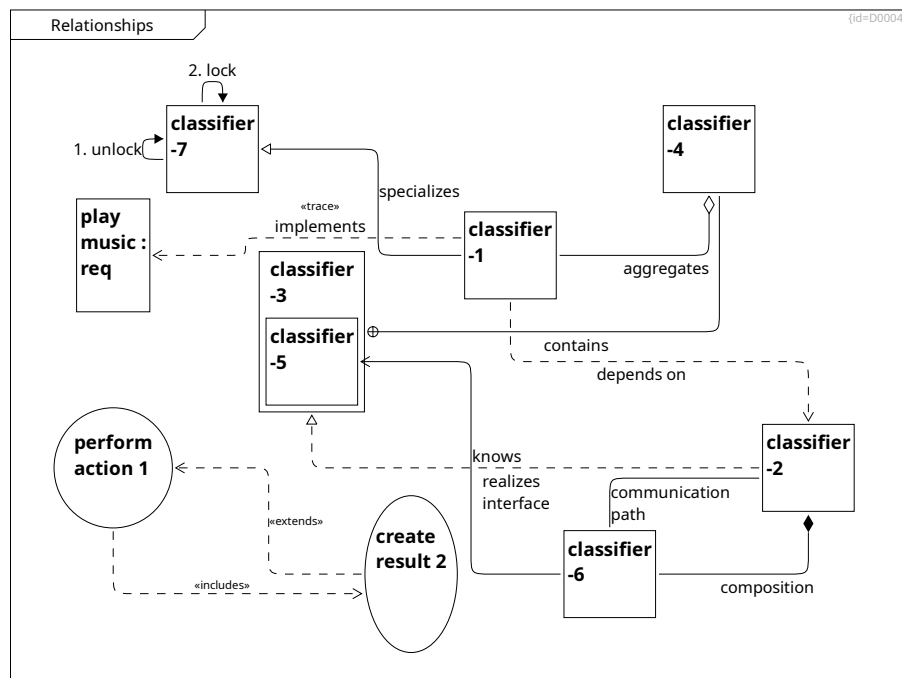 Relationships
{id=D0004
2. lock
classifier
-7
1. unlock
classifier
-4
specializes
play
music :
req
«trace»
implements
classifier
-1
aggregates
classifier
-3
classifier
-5
contains
depends on
perform
action 1
knows
realizes
interface
classifier
-2
communication
path
«extends»
create
result 2
classifier
-6
«includes»
composition